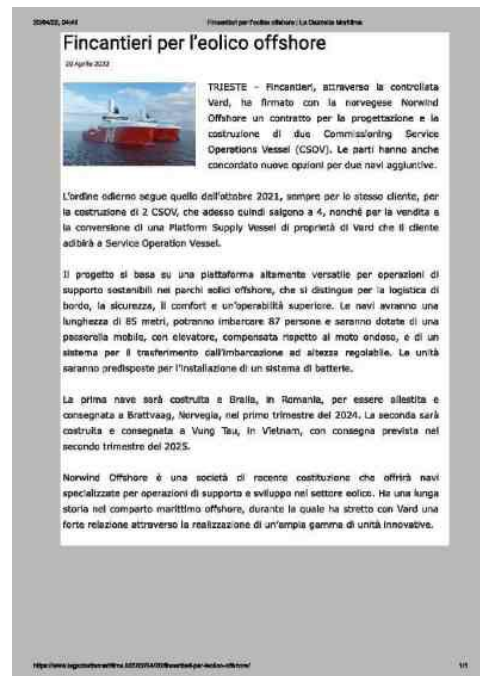 Fincantieri per l'eolico offshore | La Gazzetta Marittima
Fincantieri per l'eolico offshore
20 Aprile 2022
TRIESTE – Fincantieri, attraverso la controllata
Vard, ha firmato con la norvegese Norwind
Offshore un contratto per la progettazione e la
costruzione di due Commissioning Service
Operations Vessel (CSOV). Le parti hanno anche
concordato nuove opzioni per due navi aggiuntive.
L'ordine odierno segue quello dell'ottobre 2021, sempre per lo stesso cliente, per
la costruzione di 2 CSOV, che adesso quindi salgono a 4, nonché per la vendita e
la conversione di una Platform Supply Vessel di proprietà di Vard che il cliente
adibirà a Service Operation Vessel.
Il progetto si basa su una piattaforma altamente versatile per operazioni di
supporto sostenibili nei parchi eolici offshore, che si distingue per la logistica di
bordo, la sicurezza, il comfort e un'operabilità superiore. Le navi avranno una
lunghezza di 85 metri, potranno imbarcare 87 persone e saranno dotate di una
passerella mobile, con elevatore, compensata rispetto al moto ondoso, e di un
sistema per il trasferimento dall'imbarcazione ad altezza regolabile. Le unità
saranno predisposte per l'installazione di un sistema di batterie.
La prima nave sarà costruita a Braila, in Romania, per essere allestita e
consegnata a Brattvaag, Norvegia, nel primo trimestre del 2024. La seconda sarà
costruita e consegnata a Vung Tau, in Vietnam, con consegna prevista nel
secondo trimestre del 2025.
Norwind Offshore è una società di recente costituzione che offrirà navi
specializzate per operazioni di supporto e sviluppo nel settore eolico. Ha una lunga
storia nel comparto marittimo offshore, durante la quale ha stretto con Vard una
forte relazione attraverso la realizzazione di un'ampia gamma di unità innovative.
1/1